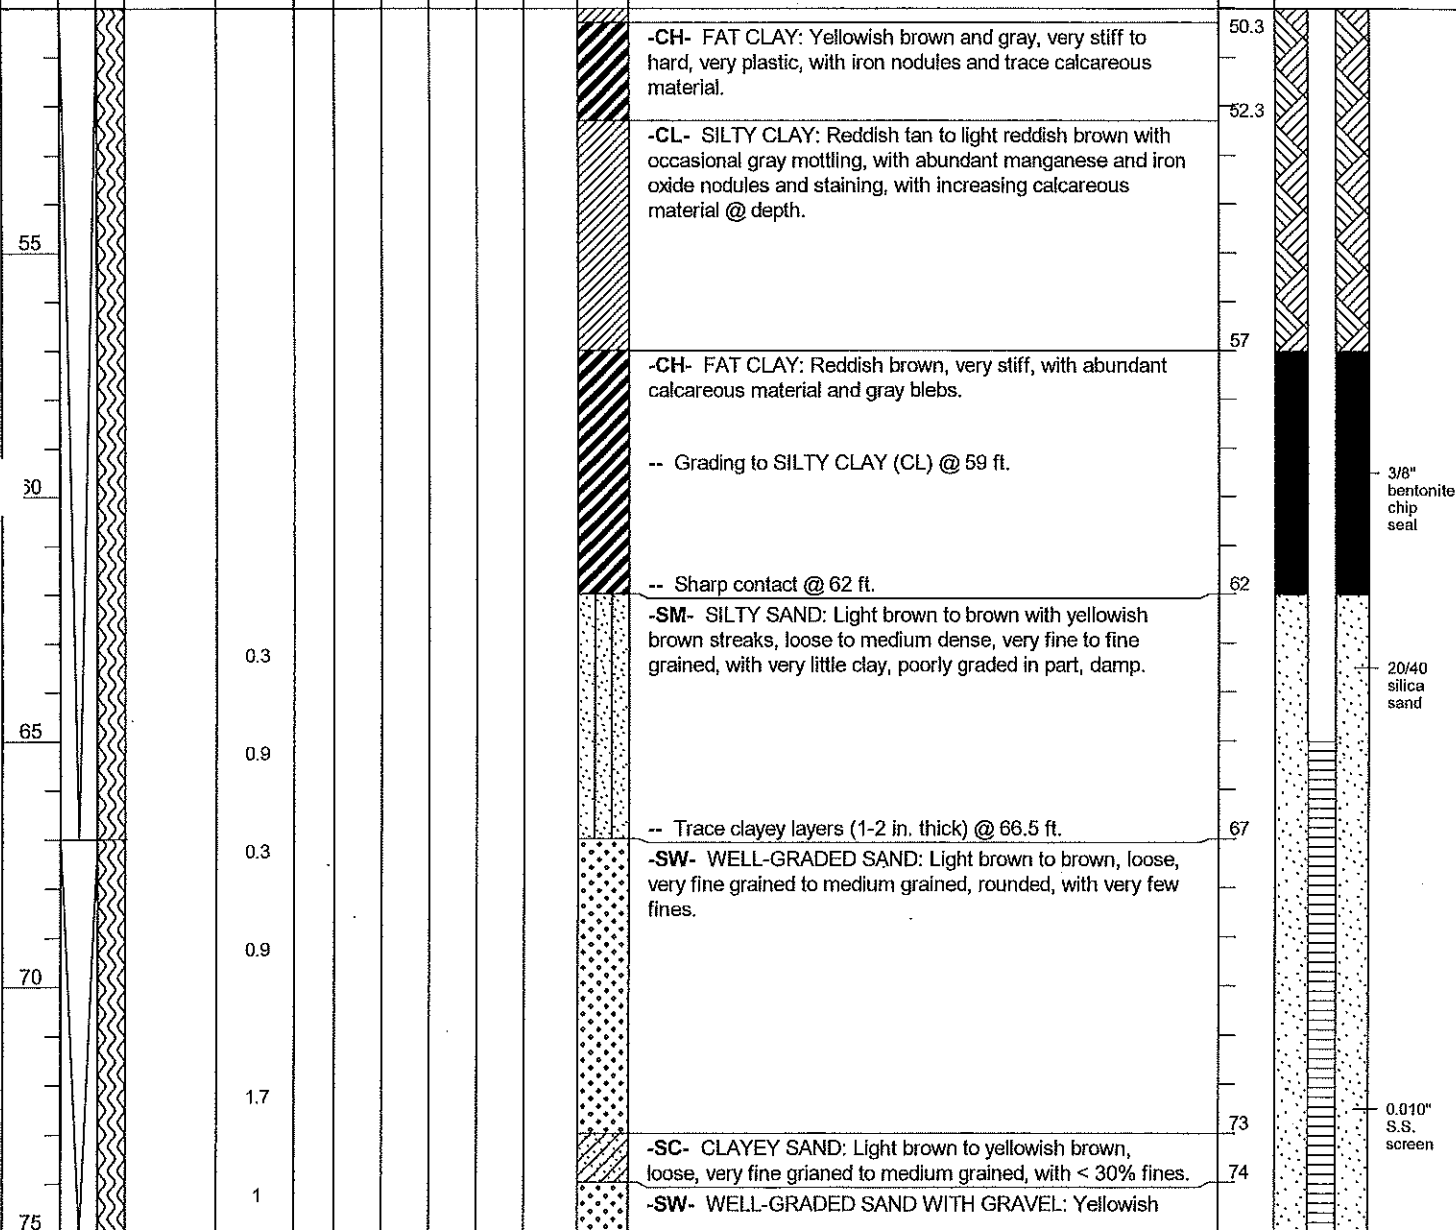 50.3
-CH- FAT CLAY: Yellowish brown and gray, very stiff to
hard, very plastic, with iron nodules and trace calcareous
material.
52.3
-CL- SILTY CLAY: Reddish tan to light reddish brown with
occasional gray mottling, with abundant manganese and iron
oxide nodules and staining, with increasing calcareous
material @ depth.
55
57
-CH- FAT CLAY: Reddish brown, very stiff, with abundant
calcareous material and gray blebs.
-- Grading to SILTY CLAY (CL) @ 59 ft.
60
3/8"
bentonite
chip
seal
-- Sharp contact @ 62 ft.
62
-SM- SILTY SAND: Light brown to brown with yellowish
brown streaks, loose to medium dense, very fine to fine
grained, with very little clay, poorly graded in part, damp.
0.3
20/40
silica
sand
65
0.9
-- Trace clayey layers (1-2 in. thick) @ 66.5 ft.
67
0.3
-SW- WELL-GRADED SAND: Light brown to brown, loose,
very fine grained to medium grained, rounded, with very few
fines.
0.9
70
1.7
0.010"
S.S.
screen
73
-SC- CLAYEY SAND: Light brown to yellowish brown,
loose, very fine grianed to medium grained, with < 30% fines.
74
1
-SW- WELL-GRADED SAND WITH GRAVEL: Yellowish
75